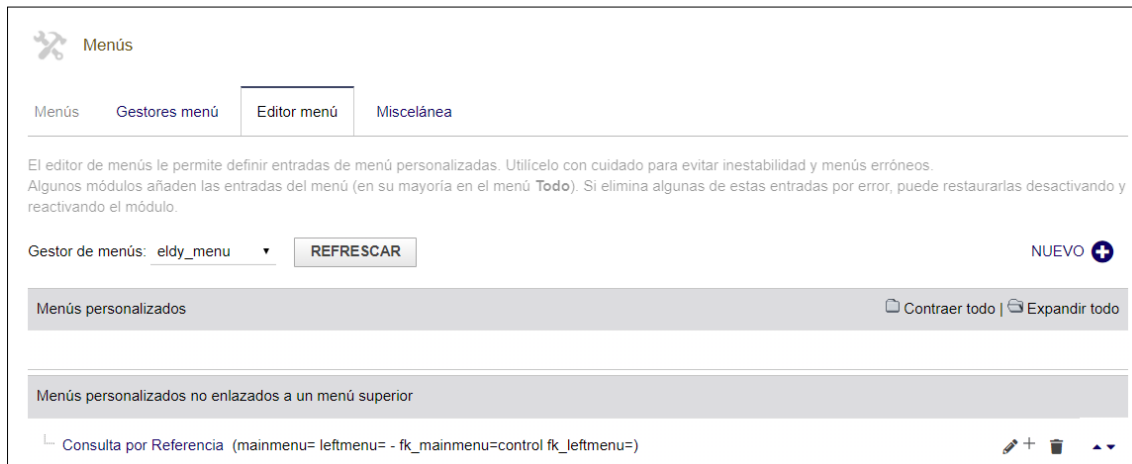 Menús
Menús Gestores menú Editor menú Miscelánea
El editor de menús le permite definir entradas de menú personalizadas. Utilícelo con cuidado para evitar inestabilidad y menús erróneos.
Algunos módulos añaden las entradas del menú (en su mayoría en el menú Todo). Si elimina algunas de estas entradas por error, puede restaurarlas desactivando y
reactivando el módulo.
Gestor de menús: eldy_menu REFRESCAR NUEVO
Menús personalizados Contraer todo | Expandir todo
Menús personalizados no enlazados a un menú superior
Consulta por Referencia (mainmenu= leftmenu= - fk_mainmenu=control fk_leftmenu=)